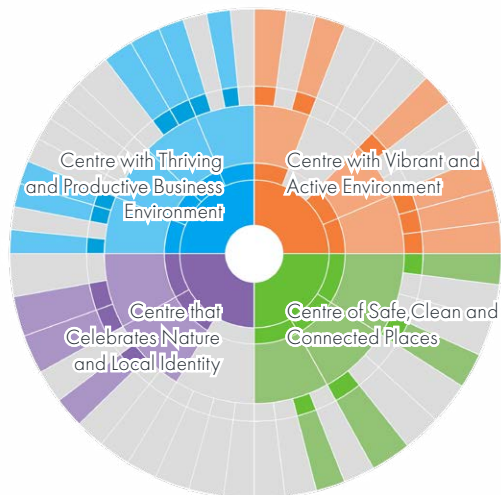 Centre with Thriving
and Productive Business
Environment
Centre with Vibrant and
Active Environment
Centre that
Celebrates Nature
and Local Identity
Centre of Safe,Clean and
Connected Places